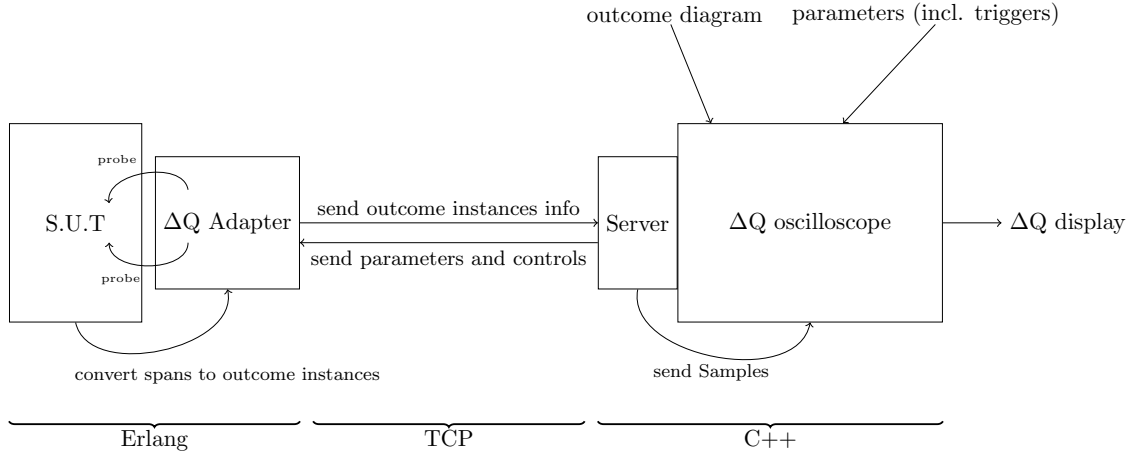 outcome diagram
parameters (incl. triggers)
probe
S.U.T
ΔQ Adapter
probe
send outcome instances info
send parameters and controls
Server
ΔQ oscilloscope
ΔQ display
convert spans to outcome instances
send Samples
Erlang
TCP
C++